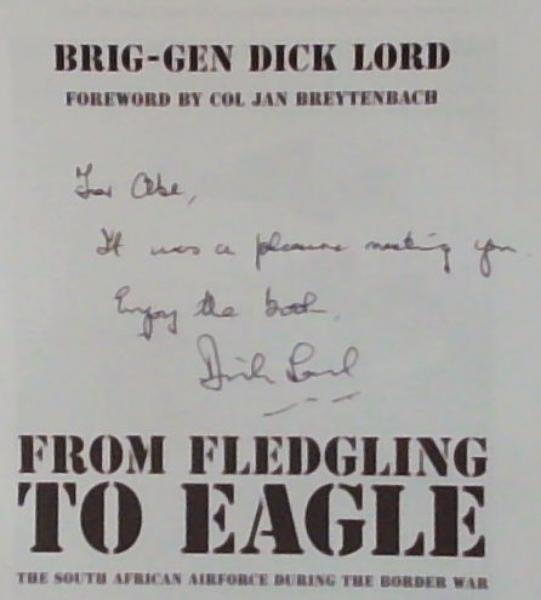 BRIG-GEN DICK LORD
FOREWORD BY COL JAN BREYTENBACH
For Abe,
It was a pleasure meeting you.
Enjoy the book.
Dick Lord
FROM FLEDGLING
TO EAGLE
THE SOUTH AFRICAN AIRFORCE DURING THE BORDER WAR